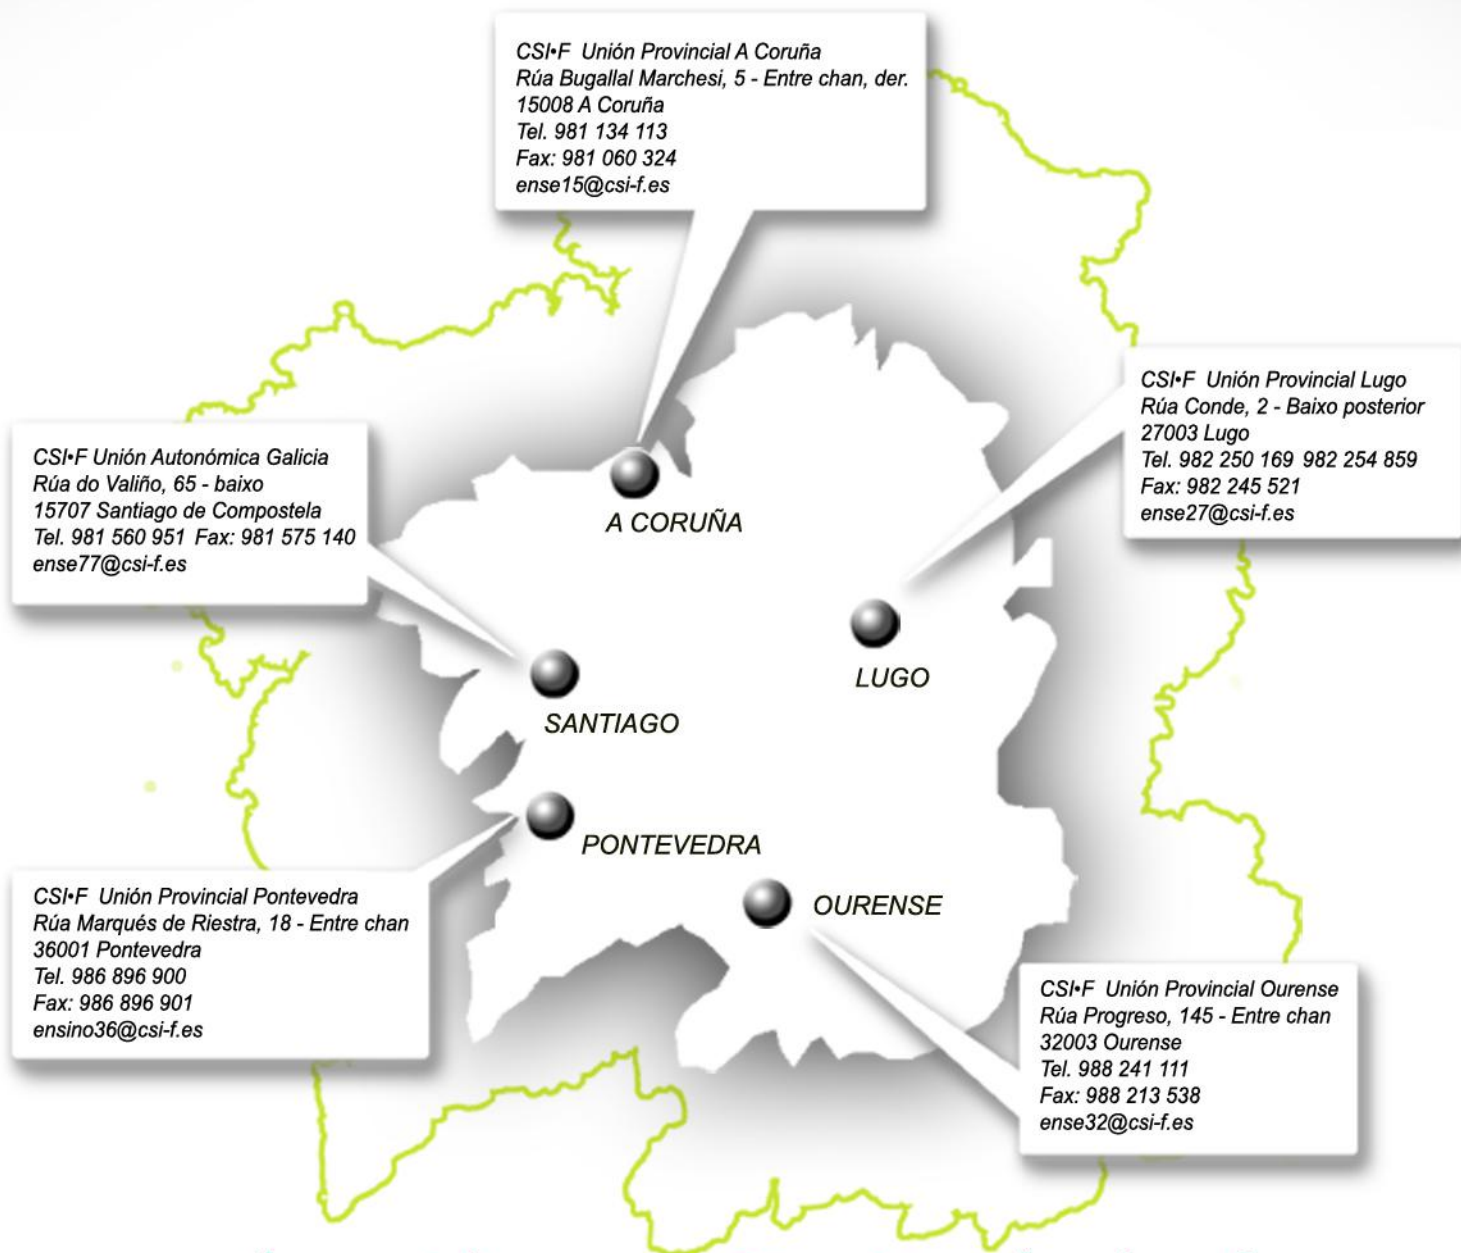 CSI•F Unión Provincial A Coruña
Rúa Bugallal Marchesi, 5 - Entre chan, der.
15008 A Coruña
Tel. 981 134 113
Fax: 981 060 324
ense15@csi-f.es
CSI•F Unión Provincial Lugo
Rúa Conde, 2 - Baixo posterior
27003 Lugo
Tel. 982 250 169 982 254 859
Fax: 982 245 521
ense27@csi-f.es
CSI•F Unión Autonómica Galicia
Rúa do Valiño, 65 - baixo
15707 Santiago de Compostela
Tel. 981 560 951 Fax: 981 575 140
ense77@csi-f.es
A CORUÑA
LUGO
SANTIAGO
PONTEVEDRA
OURENSE
CSI•F Unión Provincial Pontevedra
Rúa Marqués de Riestra, 18 - Entre chan
36001 Pontevedra
Tel. 986 896 900
Fax: 986 896 901
ensino36@csi-f.es
CSI•F Unión Provincial Ourense
Rúa Progreso, 145 - Entre chan
32003 Ourense
Tel. 988 241 111
Fax: 988 213 538
ense32@csi-f.es